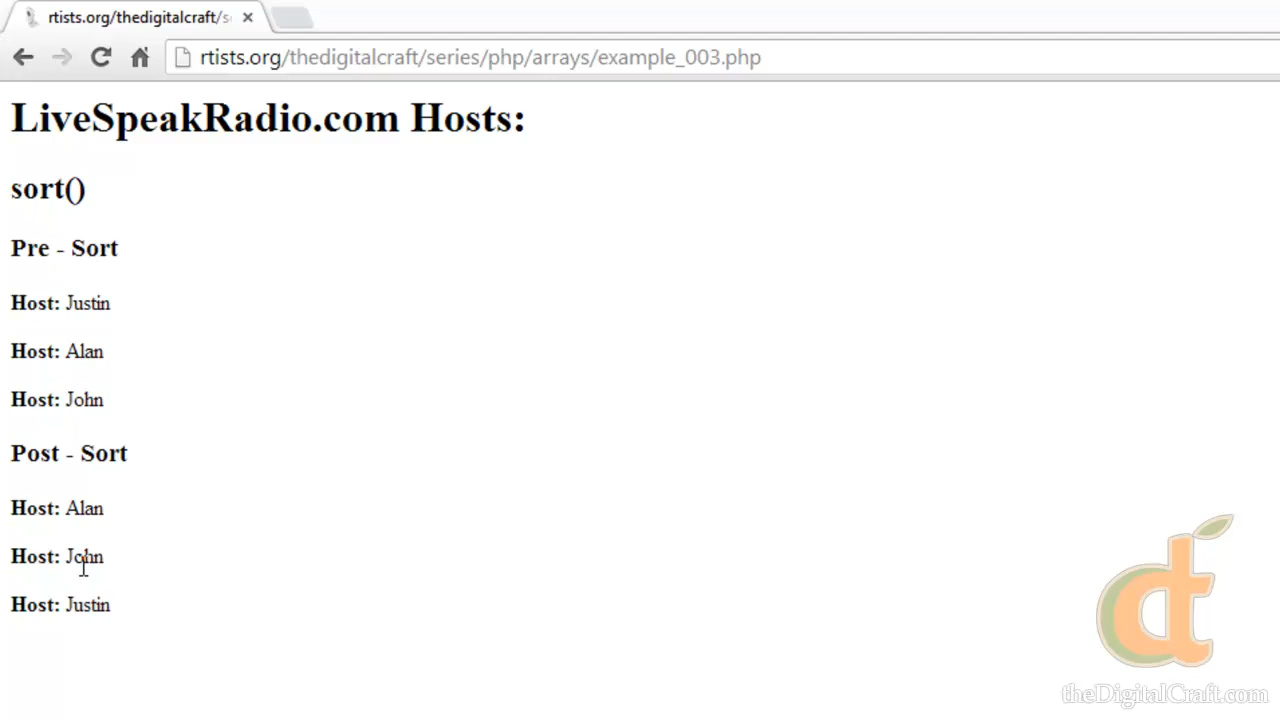 rtists.org/thedigitalcraft/s
rtists.org/thedigitalcraft/series/php/arrays/example_003.php
LiveSpeakRadio.com Hosts:
sort()
Pre - Sort
Host: Justin
Host: Alan
Host: John
Post - Sort
Host: Alan
Host: John
Host: Justin
theDigitalCraft.com